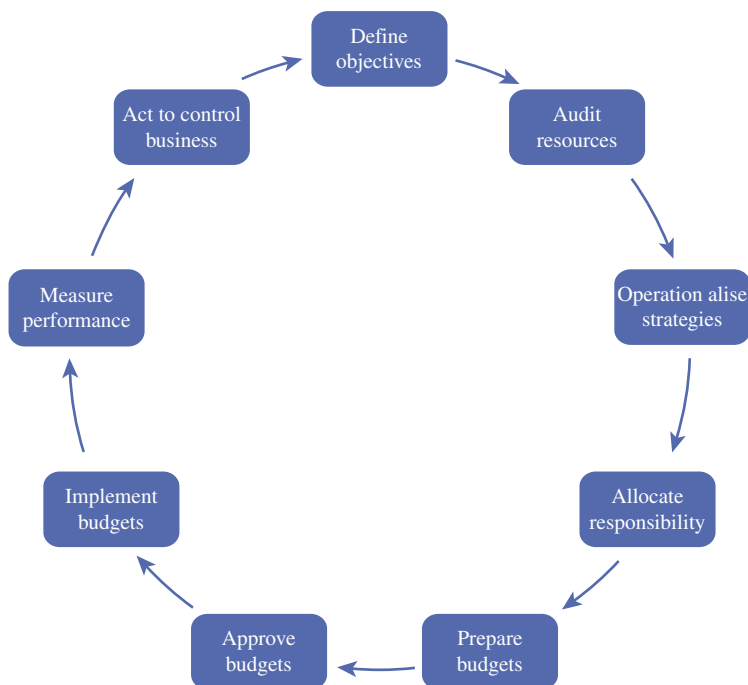 Define
objectives
Audit
resources
Operation alise
strategies
Allocate
responsibility
Prepare
budgets
Approve
budgets
Implement
budgets
Measure
performance
Act to control
business